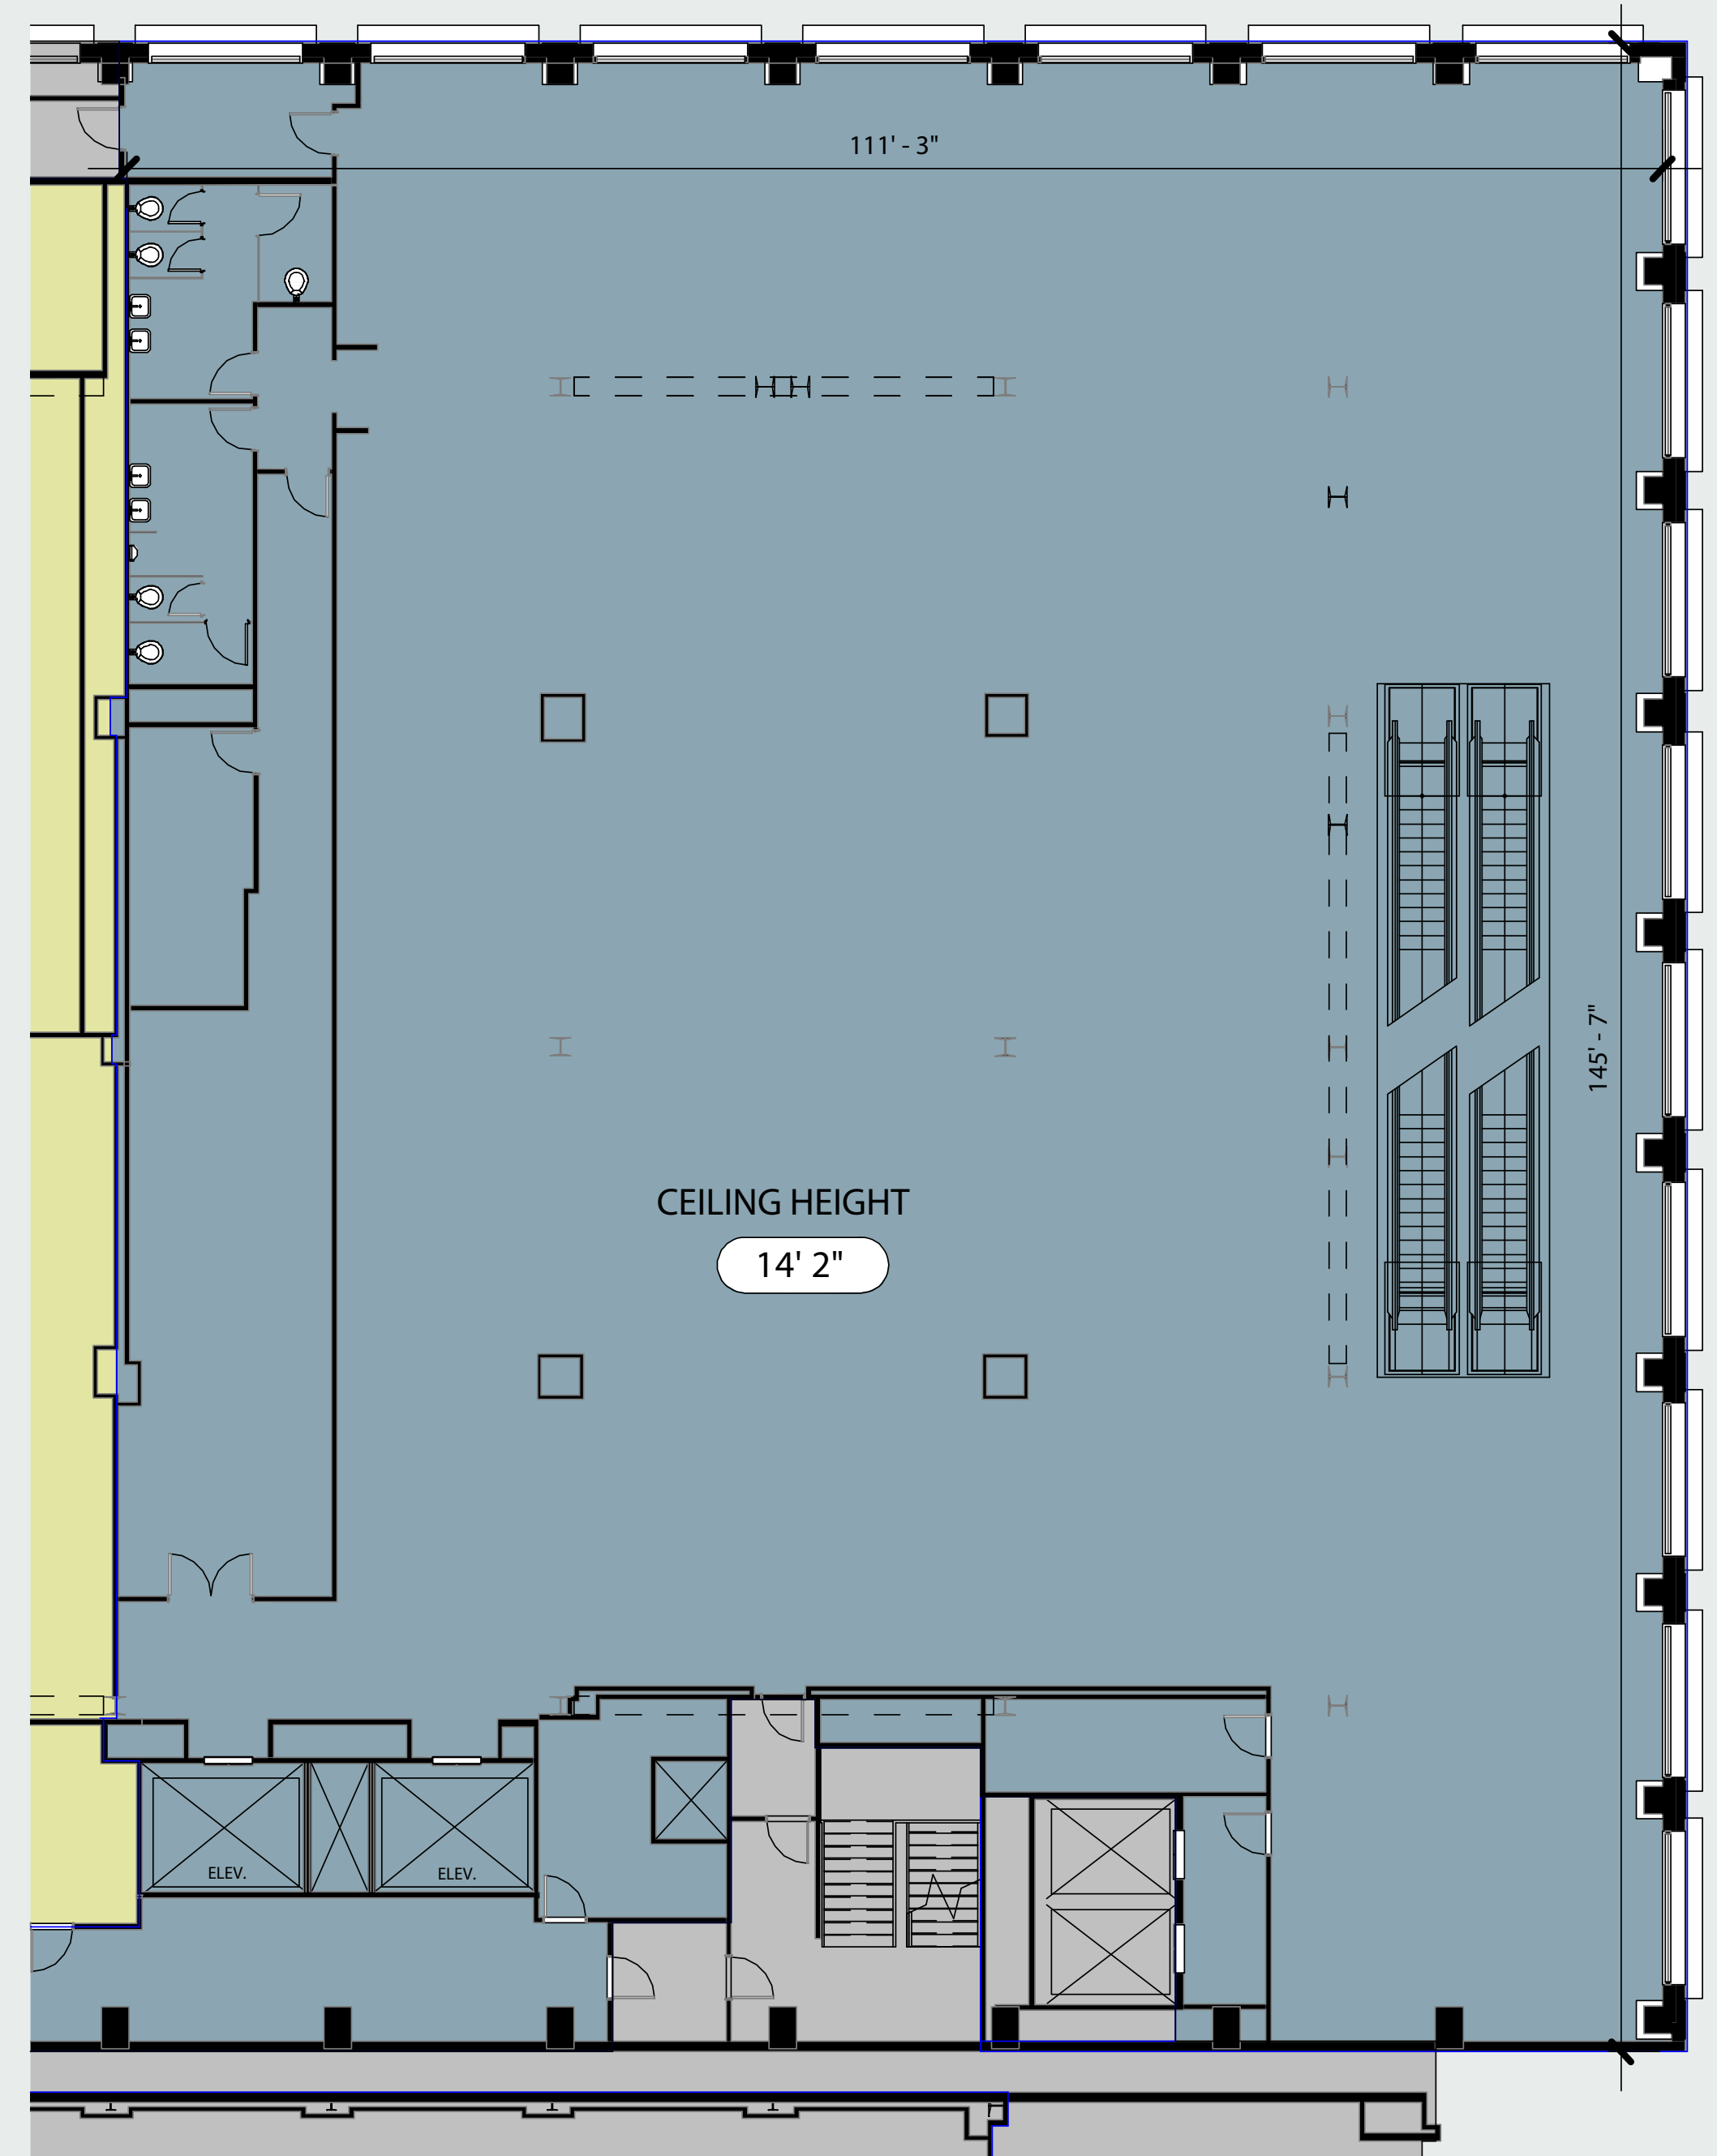 111' - 3"
145' - 7"
CEILING HEIGHT
14' 2"
ELEV.
ELEV.